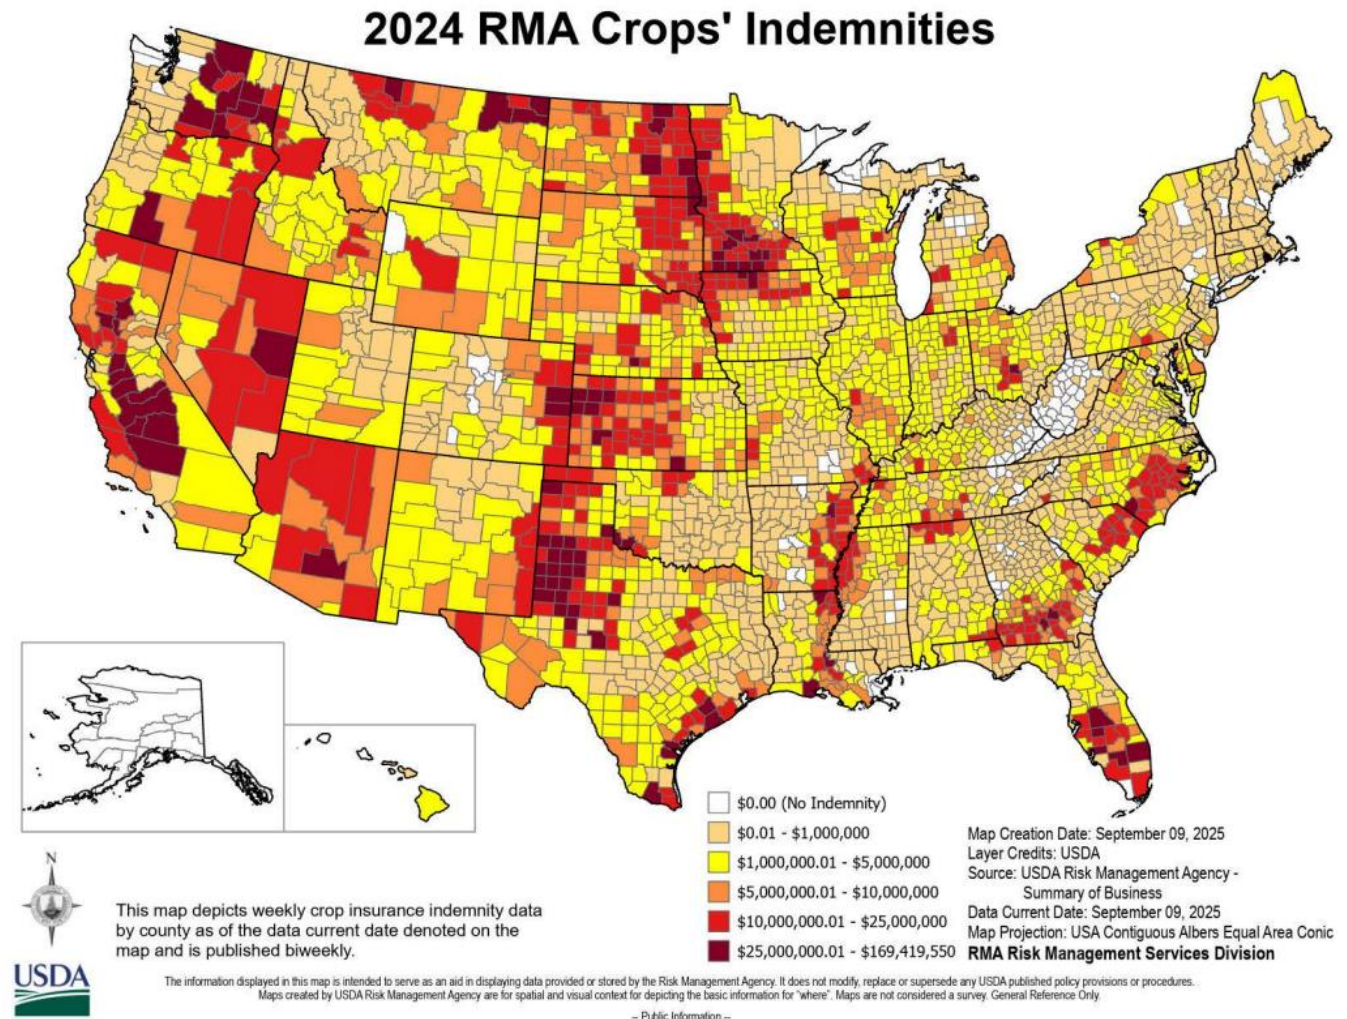 2024 RMA Crops' Indemnities
$0.00 (No Indemnity)
$0.01 - $1,000,000
$1,000,000.01 - $5,000,000
$5,000,000.01 - $10,000,000
$10,000,000.01 - $25,000,000
$25,000,000.01 - $169,419,550
Map Creation Date: September 09, 2025
Layer Credits: USDA
Source: USDA Risk Management Agency -
Summary of Business
Data Current Date: September 09, 2025
Map Projection: USA Contiguous Albers Equal Area Conic
RMA Risk Management Services Division
N
This map depicts weekly crop insurance indemnity data
by county as of the data current date denoted on the
map and is published biweekly.
USDA
The information displayed in this map is intended to serve as an aid in displaying data provided or stored by the Risk Management Agency. It does not modify, replace or supersede any USDA published policy provisions or procedures.
Maps created by USDA Risk Management Agency are for spatial and visual context for depicting the basic information for "where". Maps are not considered a survey. General Reference Only.
-- Public Information --